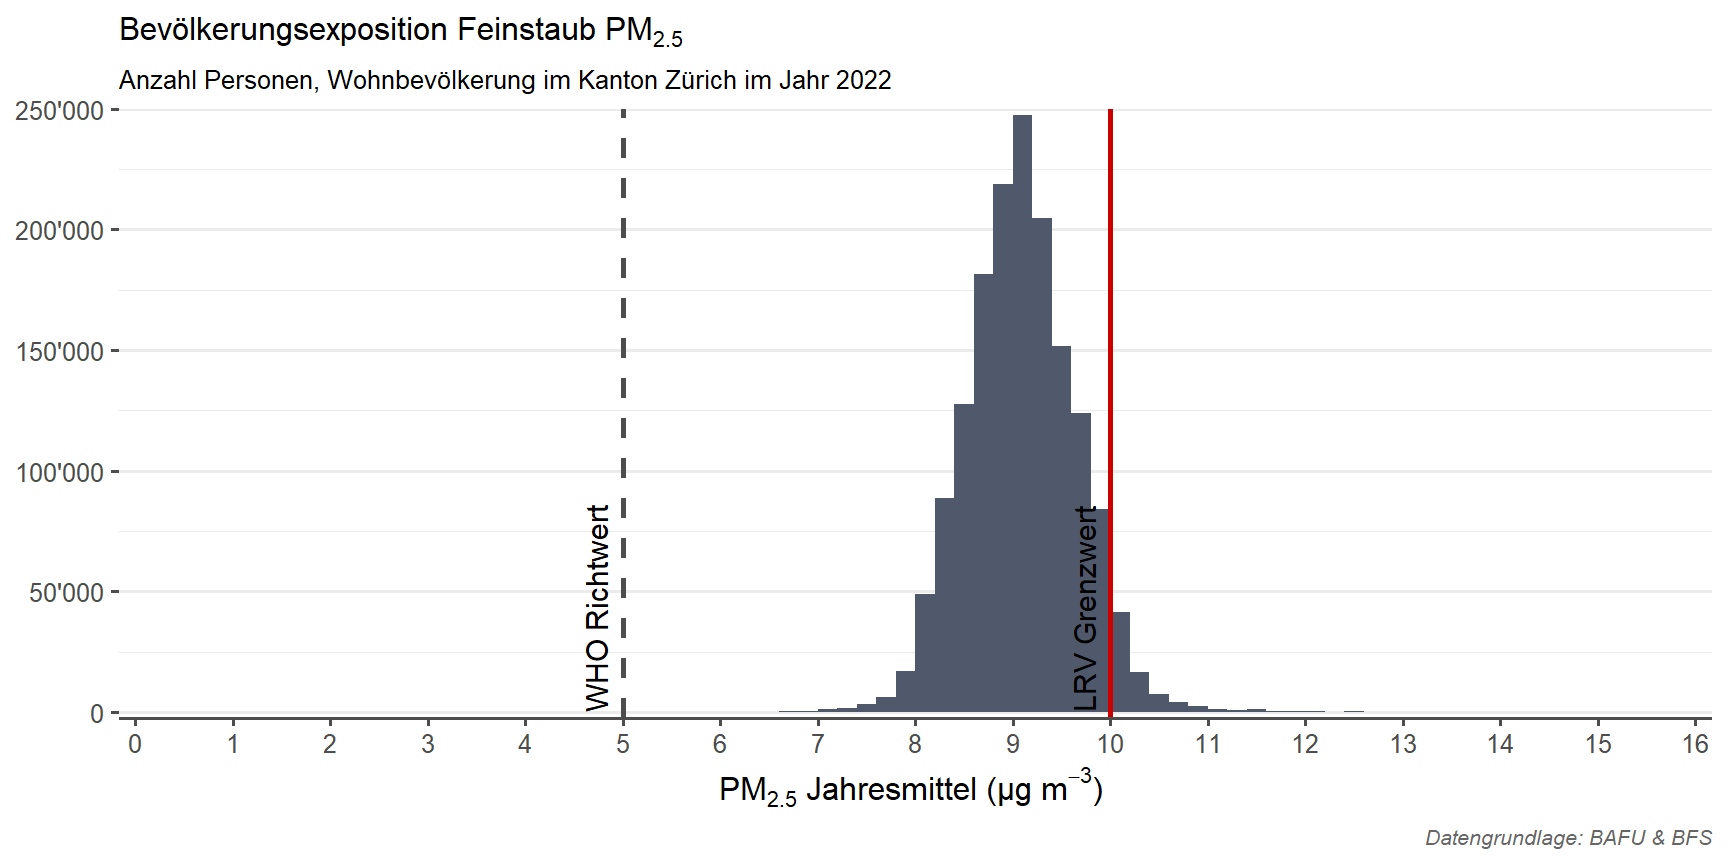 Bevölkerungsexposition Feinstaub PM2.5
Anzahl Personen, Wohnbevölkerung im Kanton Zürich im Jahr 2022
250'000
200'000
150'000
100'000
50'000
0
WHO Richtwert
LRV Grenzwert
0 1 2 3 4 5 6 7 8 9 10 11 12 13 14 15 16
PM2.5 Jahresmittel (µg m−3)
Datengrundlage: BAFU & BFS